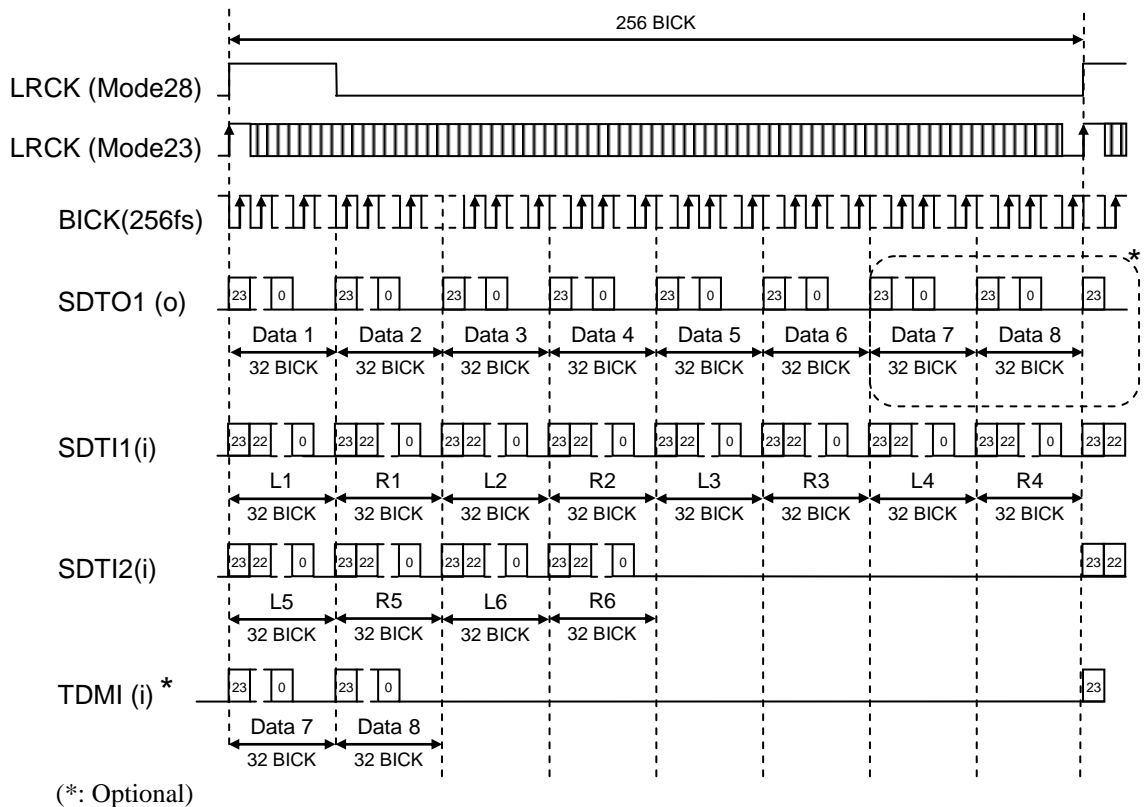 256 BICK
LRCK (Mode28)
LRCK (Mode23)
BICK(256fs)
*
SDTO1 (o)
23 0 23 0 23 0 23 0 23 0 23 0 23 0 23 0 23
Data 1 Data 2 Data 3 Data 4 Data 5 Data 6 Data 7 Data 8
32 BICK 32 BICK 32 BICK 32 BICK 32 BICK 32 BICK 32 BICK 32 BICK
SDTI1(i)
23 22 0 23 22 0 23 22 0 23 22 0 23 22 0 23 22 0 23 22 0 23 22 0 23 22
L1 R1 L2 R2 L3 R3 L4 R4
32 BICK 32 BICK 32 BICK 32 BICK 32 BICK 32 BICK 32 BICK 32 BICK
SDTI2(i)
23 22 0 23 22 0 23 22 0 23 22 0 23 22
L5 R5 L6 R6
32 BICK 32 BICK 32 BICK 32 BICK
TDMI (i) *
23 0 23 0 23
Data 7 Data 8
32 BICK 32 BICK
(*: Optional)